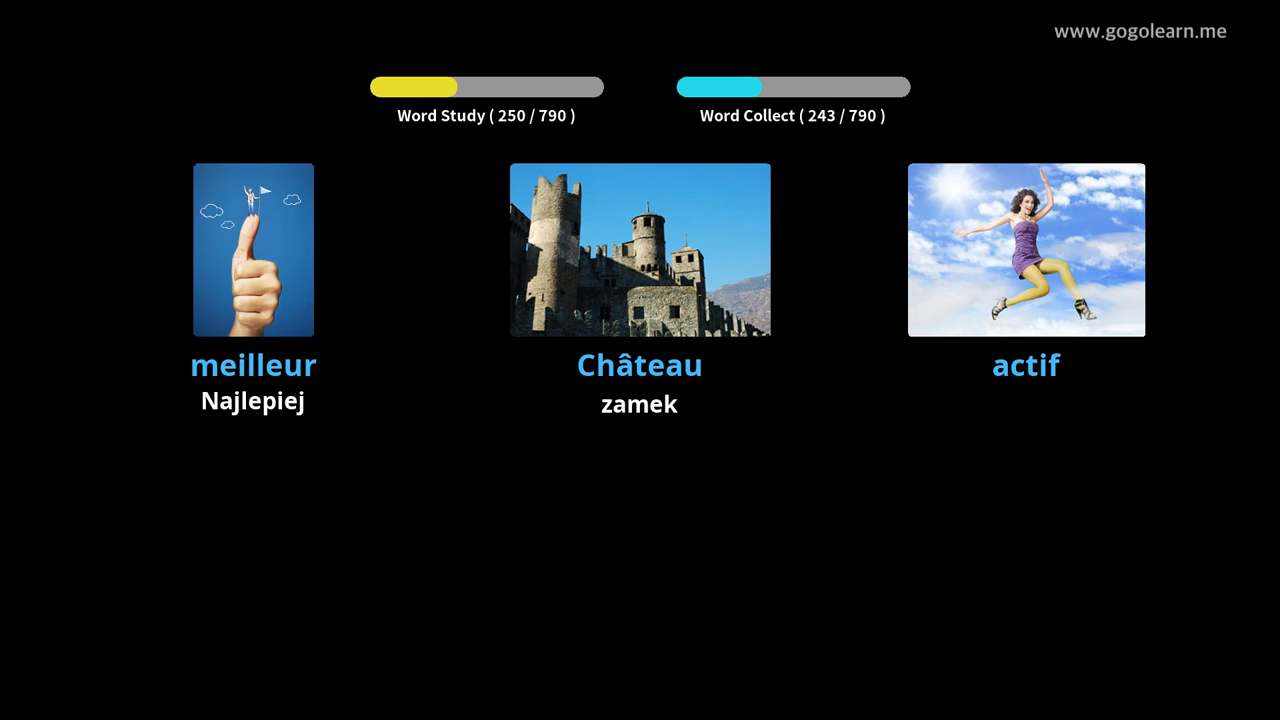 www.gogolearn.me
Word Study ( 250 / 790 )
Word Collect ( 243 / 790 )
meilleur
Najlepiej
Château
zamek
actif